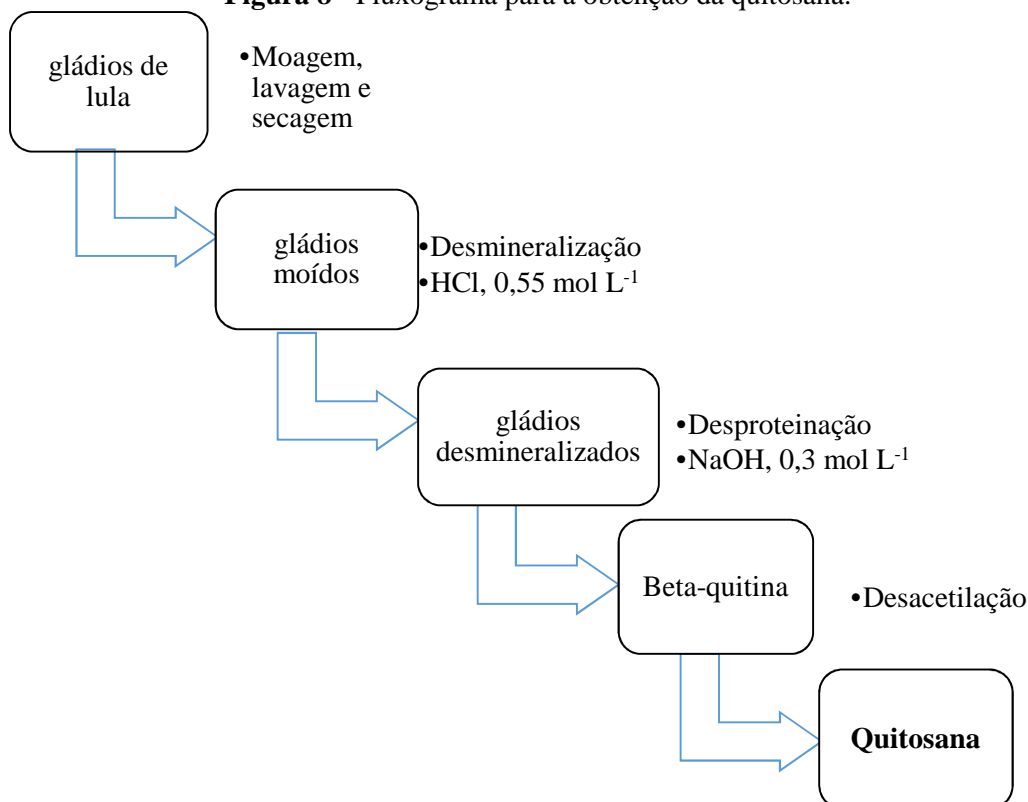 Figura 8 - Fluxograma para a obtenção da quitosana.
gládios de
lula
•Moagem,
lavagem e
secagem
gládios
moídos
•Desmineralização
•HCl, 0,55 mol L-1
gládios
desmineralizados
•Desproteinação
•NaOH, 0,3 mol L-1
Beta-quitina
•Desacetilação
Quitosana